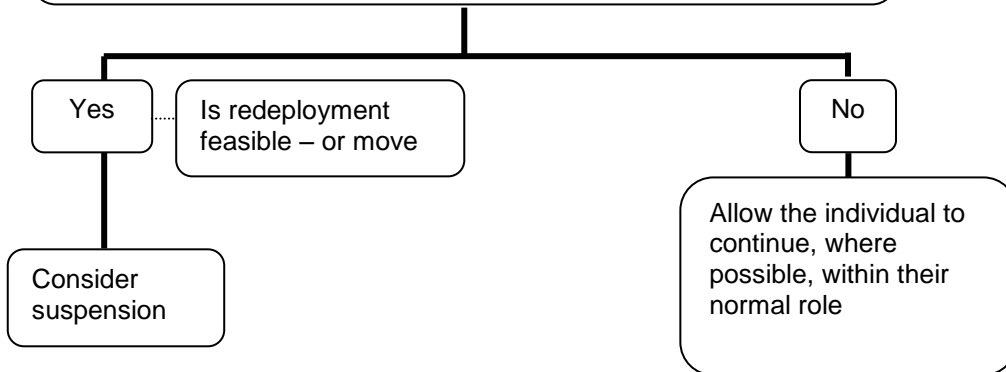 Yes
Is redeployment
feasible – or move
No
Consider
suspension
Allow the individual to
continue, where
possible, within their
normal role